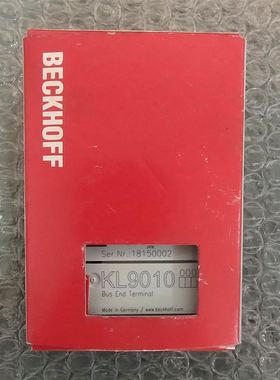 BECKHOFF
Ser.Nr.: 18150002
KL9010
Bus End Terminal
Made in Germany / www.beckhoff.com